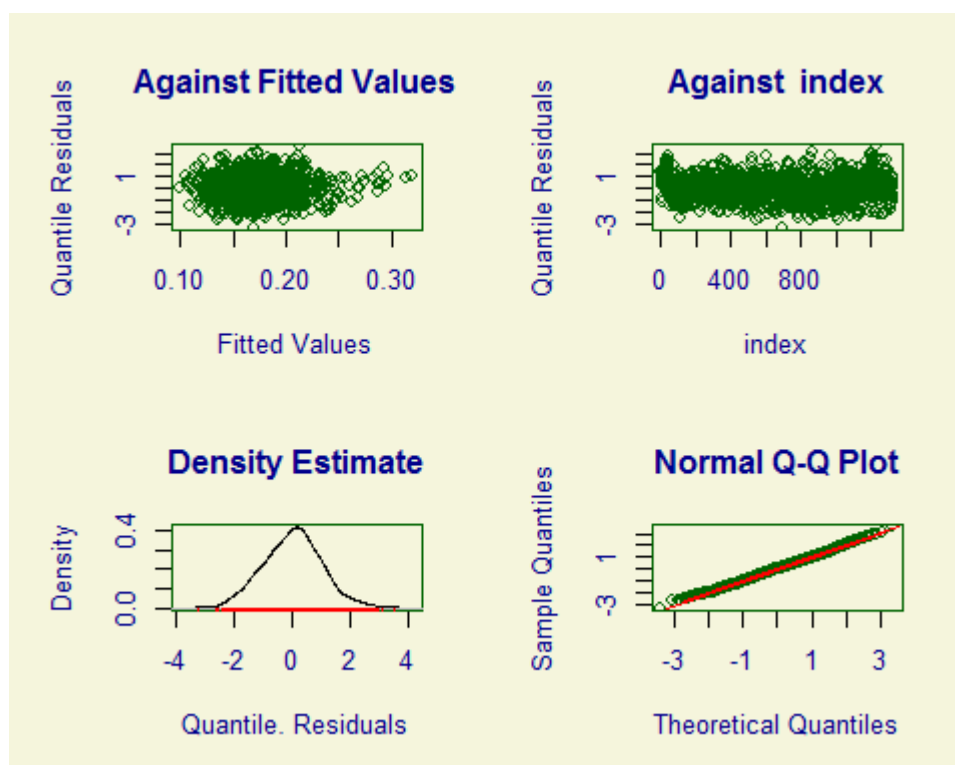 Against Fitted Values
Quantile Residuals
1
-3
0.10 0.20 0.30
Fitted Values
Against index
Quantile Residuals
1
-3
0 400 800
index
Density Estimate
Density
0.4
0.0
-4 -2 0 2 4
Quantile. Residuals
Normal Q-Q Plot
Sample Quantiles
1
-3
-3 -1 1 3
Theoretical Quantiles